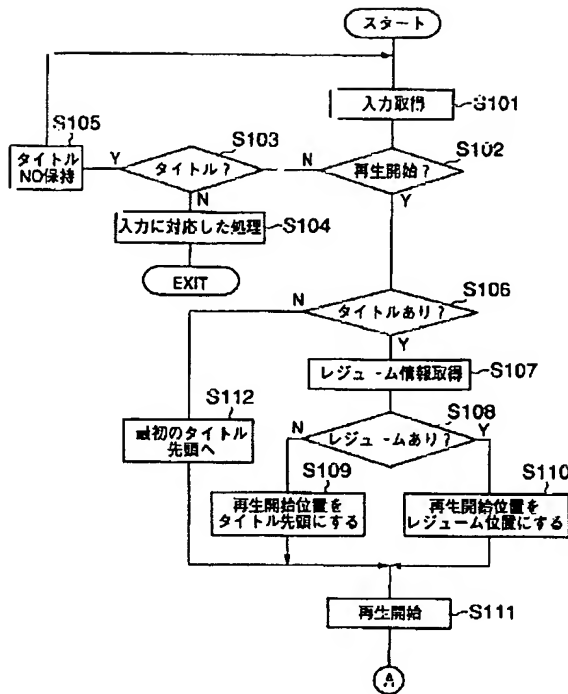 スタート
入力取得
S101
S105
タイトル
NO保持
Y
S103
タイトル？
N
S102
再生開始？
N
Y
入力に対応した処理
S104
EXIT
N
S106
タイトルあり？
Y
レジューム情報取得
S107
S112
最初のタイトル
先頭へ
N
S108
レジュームあり？
Y
S109
再生開始位置を
タイトル先頭にする
S110
再生開始位置を
レジューム位置にする
再生開始
S111
A